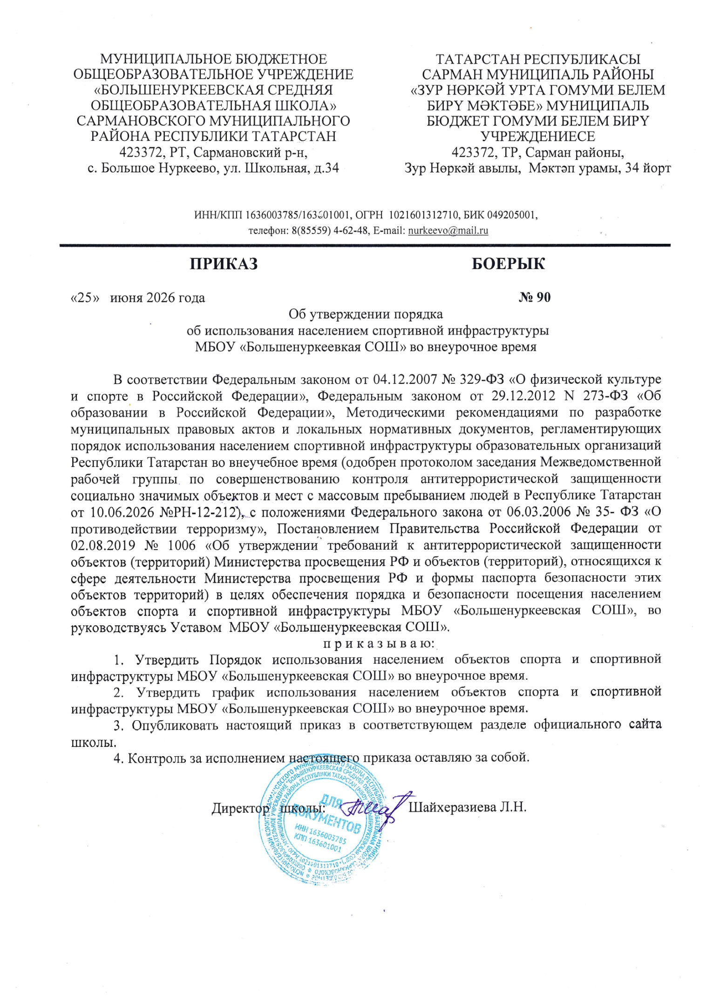 МУНИЦИПАЛЬНОЕ БЮДЖЕТНОЕ
ОБЩЕОБРАЗОВАТЕЛЬНОЕ УЧРЕЖДЕНИЕ
«БОЛЬШЕНУРКЕЕВСКАЯ СРЕДНЯЯ
ОБЩЕОБРАЗОВАТЕЛЬНАЯ ШКОЛА»
САРМАНОВСКОГО МУНИЦИПАЛЬНОГО
РАЙОНА РЕСПУБЛИКИ ТАТАРСТАН
423372, РТ, Сармановский р-н,
с. Большое Нуркеево, ул. Школьная, д.34
ТАТАРСТАН РЕСПУБЛИКАСЫ
САРМАН МУНИЦИПАЛЬ РАЙОНЫ
«ЗУР НӨРКӘЙ УРТА ГОМУМИ БЕЛЕМ
БИРҮ МӘКТӘБЕ» МУНИЦИПАЛЬ
БЮДЖЕТ ГОМУМИ БЕЛЕМ БИРҮ
УЧРЕЖДЕНИЕСЕ
423372, ТР, Сарман районы,
Зур Нөркәй авылы, Мәктәп урамы, 34 йорт
ИНН/КПП 1636003785/163601001, ОГРН 1021601312710, БИК 049205001,
телефон: 8(85559) 4-62-48, E-mail: nurkeevo@mail.ru
ПРИКАЗ БОЕРЫК
«25» июня 2026 года № 90
Об утверждении порядка
об использования населением спортивной инфраструктуры
МБОУ «Большенуркеевкая СОШ» во внеурочное время
В соответствии Федеральным законом от 04.12.2007 № 329-ФЗ «О физической культуре
и спорте в Российской Федерации», Федеральным законом от 29.12.2012 N 273-ФЗ «Об
образовании в Российской Федерации», Методическими рекомендациями по разработке
муниципальных правовых актов и локальных нормативных документов, регламентирующих
порядок использования населением спортивной инфраструктуры образовательных организаций
Республики Татарстан во внеучебное время (одобрен протоколом заседания Межведомственной
рабочей группы по совершенствованию контроля антитеррористической защищенности
социально значимых объектов и мест с массовым пребыванием людей в Республике Татарстан
от 10.06.2026 №РН-12-212), с положениями Федерального закона от 06.03.2006 № 35- ФЗ «О
противодействии терроризму», Постановлением Правительства Российской Федерации от
02.08.2019 № 1006 «Об утверждении требований к антитеррористической защищенности
объектов (территорий) Министерства просвещения РФ и объектов (территорий), относящихся к
сфере деятельности Министерства просвещения РФ и формы паспорта безопасности этих
объектов территорий) в целях обеспечения порядка и безопасности посещения населением
объектов спорта и спортивной инфраструктуры МБОУ «Большенуркеевская СОШ», во
руководствуясь Уставом МБОУ «Большенуркеевская СОШ».
п р и к а з ы в а ю:
1. Утвердить Порядок использования населением объектов спорта и спортивной
инфраструктуры МБОУ «Большенуркеевская СОШ» во внеурочное время.
2. Утвердить график использования населением объектов спорта и спортивной
инфраструктуры МБОУ «Большенуркеевская СОШ» во внеурочное время.
3. Опубликовать настоящий приказ в соответствующем разделе официального сайта
школы.
4. Контроль за исполнением настоящего приказа оставляю за собой.
Директор школы: Шайхеразиева Л.Н.
ДЛЯ
ДОКУМЕНТОВ
ИНН 1636003785
КПП 163601001